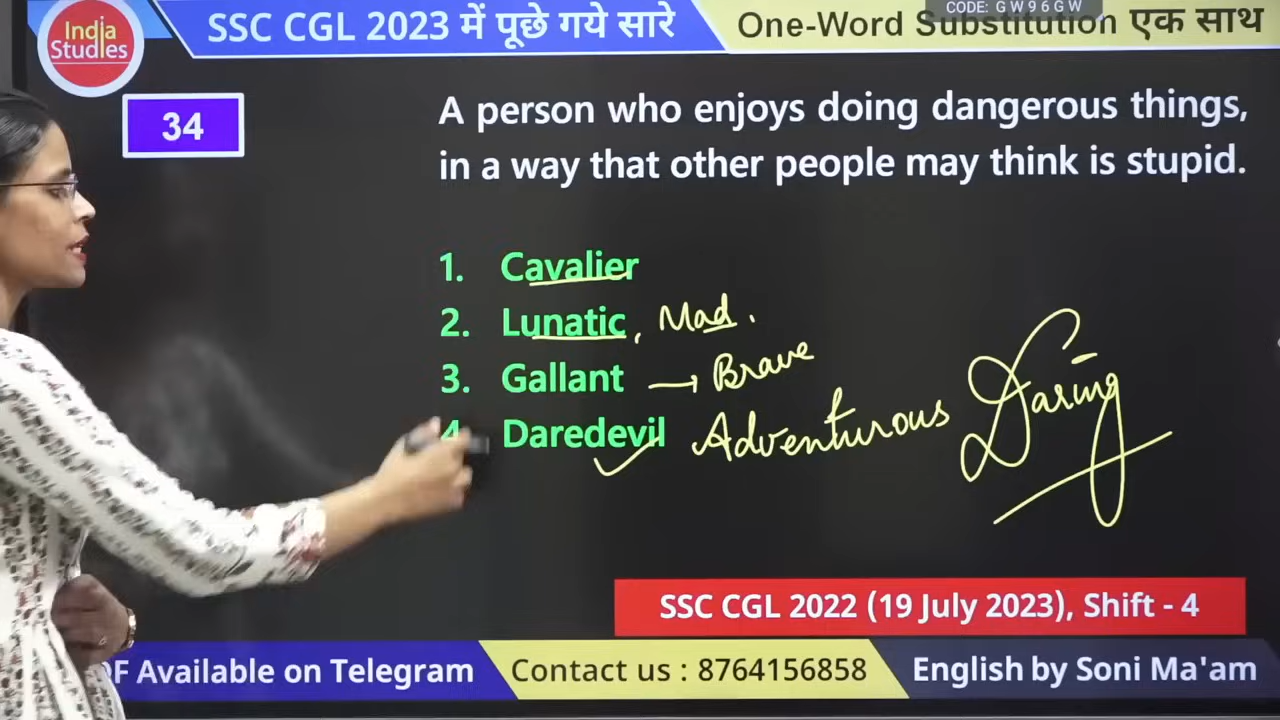 India
Studies
SSC CGL 2023 में पूछे गये सारे
One-Word Substitution एक साथ
CODE: GW96GW
34
A person who enjoys doing dangerous things,
in a way that other people may think is stupid.
1. Cavalier
2. Lunatic, Mad.
3. Gallant → Brave
4. Daredevil Adventurous Daring
SSC CGL 2022 (19 July 2023), Shift - 4
DF Available on Telegram
Contact us : 8764156858
English by Soni Ma'am